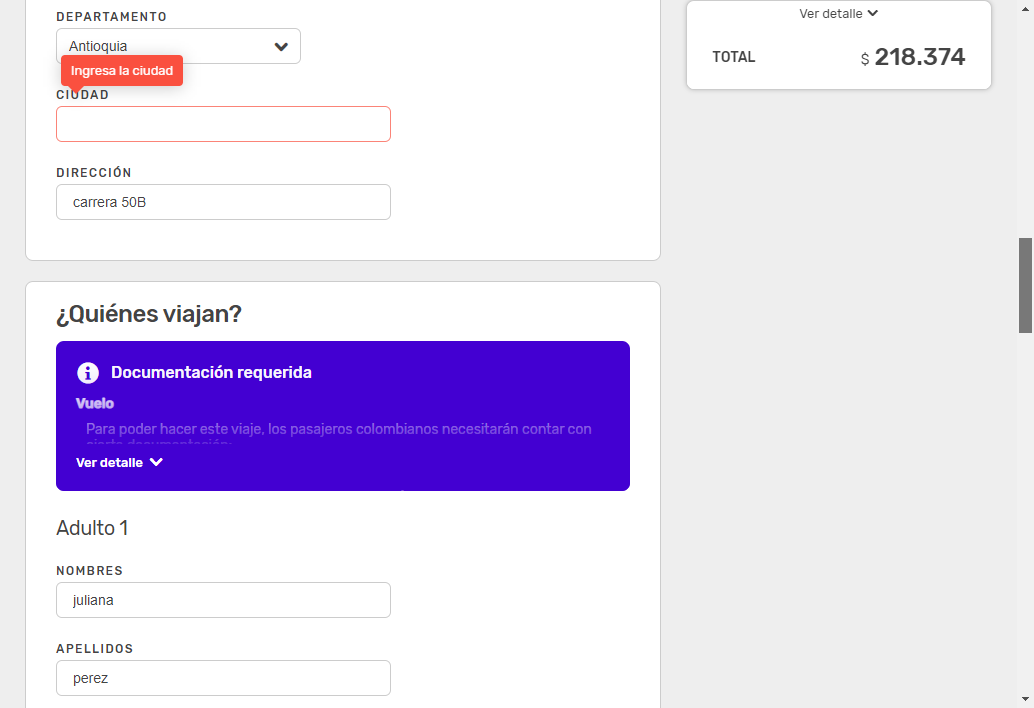 DEPARTAMENTO
Antioquia
Ingresa la ciudad
CIUDAD
DIRECCIÓN
carrera 50B
¿Quiénes viajan?
Documentación requerida
Vuelo
Para poder hacer este viaje, los pasajeros colombianos necesitarán contar con
cierta documentación:
Ver detalle
Adulto 1
NOMBRES
juliana
APELLIDOS
perez
Ver detalle
TOTAL
$ 218.374